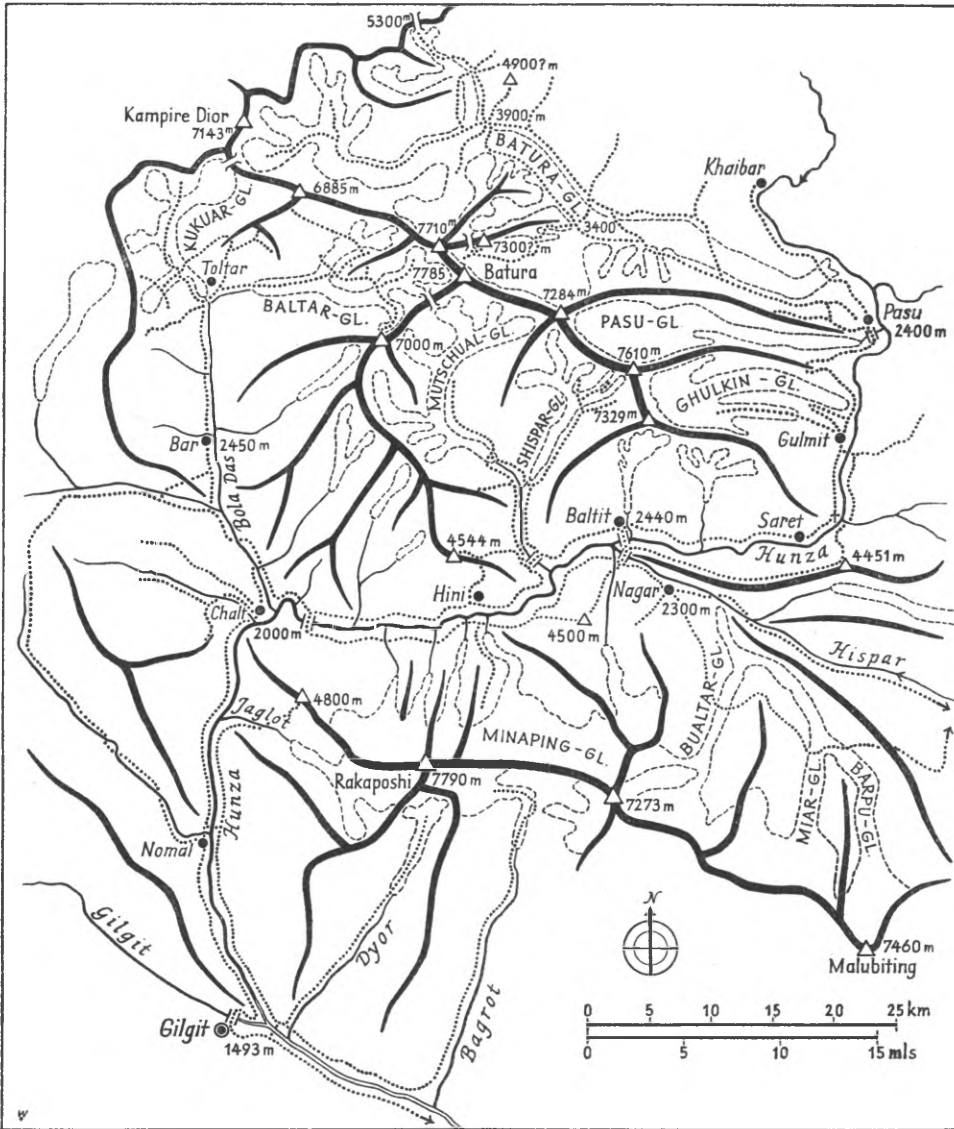 5300m
4900?m
Kampire Dior
7143m
3900m
BATURA-GL.
Khaibar
6885m
KUKUAR-GL.
3400
7710m
7300?m
Toltar
7785
Batura
BALTAR-GL.
7284m
Pasu
2400m
PASU-GL.
7000m
MUTSCHUAL-GL.
7610m
SHISPAR-GL.
GHULKIN-GL.
7329m
Bar
2450m
Gulmit
Bola Das
Baltit
2440m
Saret
Hunza
4544m
4451m
Hini
Nagar
2300m
Chalt
2000m
4500m
Hispar
4800m
Jaglot
BUALTAR-GL.
MINAPING-GL.
Rakaposhi
7790m
7273m
MIAR-GL.
BARPU-GL.
Hunza
Nomal
N
Gilgit
Dyor
7460m
Malubiting
Bagrot
0 5 10 15 20 25 km
Gilgit
1493m
0 5 10 15 mls
W